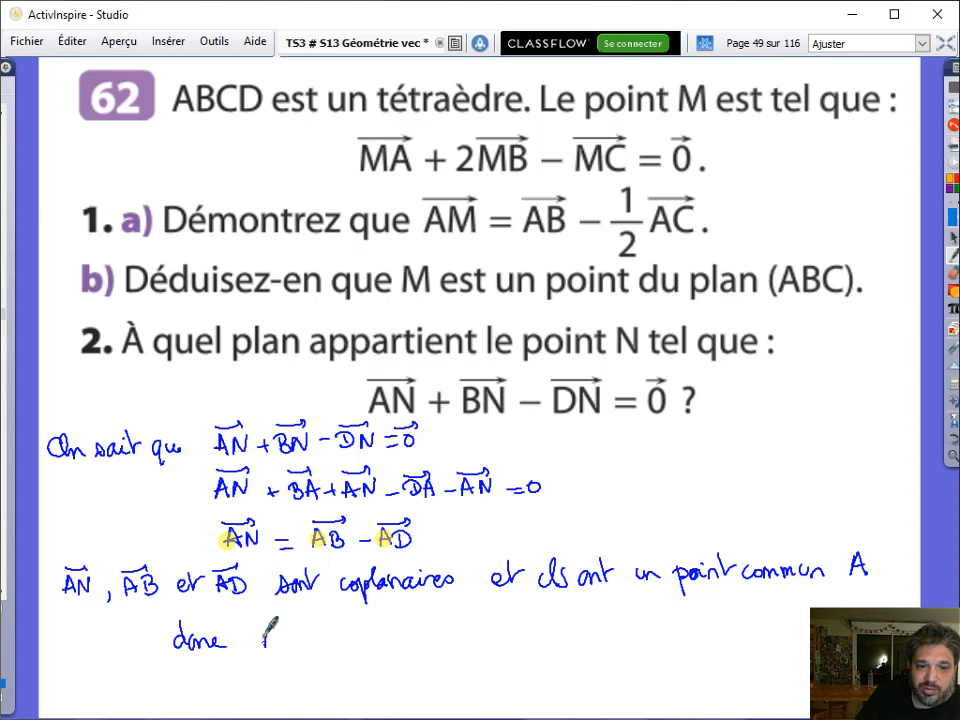 ActivInspire - Studio
Fichier Éditer Aperçu Insérer Outils Aide TS3 # S13 Géométrie vec * CLASSFLOW Se connecter Page 49 sur 116 Ajuster
62 ABCD est un tétraèdre. Le point M est tel que :
MA + 2MB − MC = 0.
1. a) Démontrez que AM = AB − 1/2 AC.
b) Déduisez-en que M est un point du plan (ABC).
2. À quel plan appartient le point N tel que :
AN + BN − DN = 0 ?
On sait que AN + BN − DN = 0
AN + BA + AN − DA − AN = 0
AN = AB − AD
AN, AB et AD sont coplanaires et ils ont un point commun A
donc